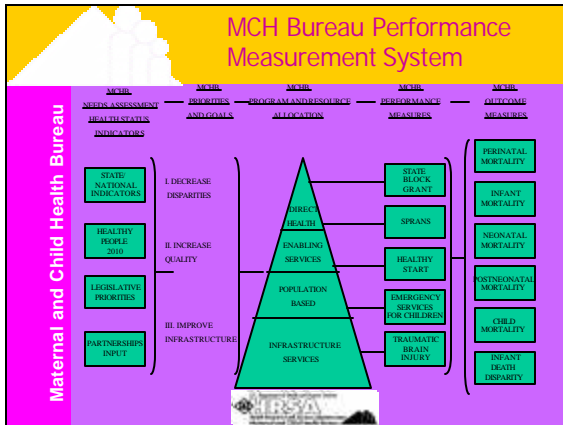 MCH Bureau Performance
Measurement System
Maternal and Child Health Bureau
MCHB
NEEDS ASSESSMENT
HEALTH STATUS
INDICATORS
MCHB
PRIORITIES
AND GOALS
MCHB
PROGRAM AND RESOURCE
ALLOCATION
MCHB
PERFORMANCE
MEASURES
MCHB
OUTCOME
MEASURES
STATE/
NATIONAL
INDICATORS
HEALTHY
PEOPLE
2010
LEGISLATIVE
PRIORITIES
PARTNERSHIPS
INPUT
I. DECREASE
DISPARITIES
II. INCREASE
QUALITY
III. IMPROVE
INFRASTRUCTURE
DIRECT
HEALTH
ENABLING
SERVICES
POPULATION
BASED
INFRASTRUCTURE
SERVICES
STATE
BLOCK
GRANT
SPRANS
HEALTHY
START
EMERGENCY
SERVICES
FOR CHILDREN
TRAUMATIC
BRAIN
INJURY
PERINATAL
MORTALITY
INFANT
MORTALITY
NEONATAL
MORTALITY
POSTNEONATAL
MORTALITY
CHILD
MORTALITY
INFANT
DEATH
DISPARITY
HRSA